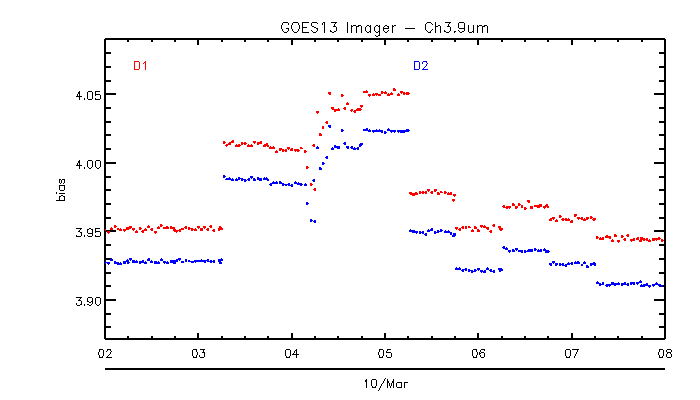 GOES13 Imager – Ch3.9um
D1
D2
4.05
4.00
3.95
3.90
bias
02 03 04 05 06 07 08
10/Mar